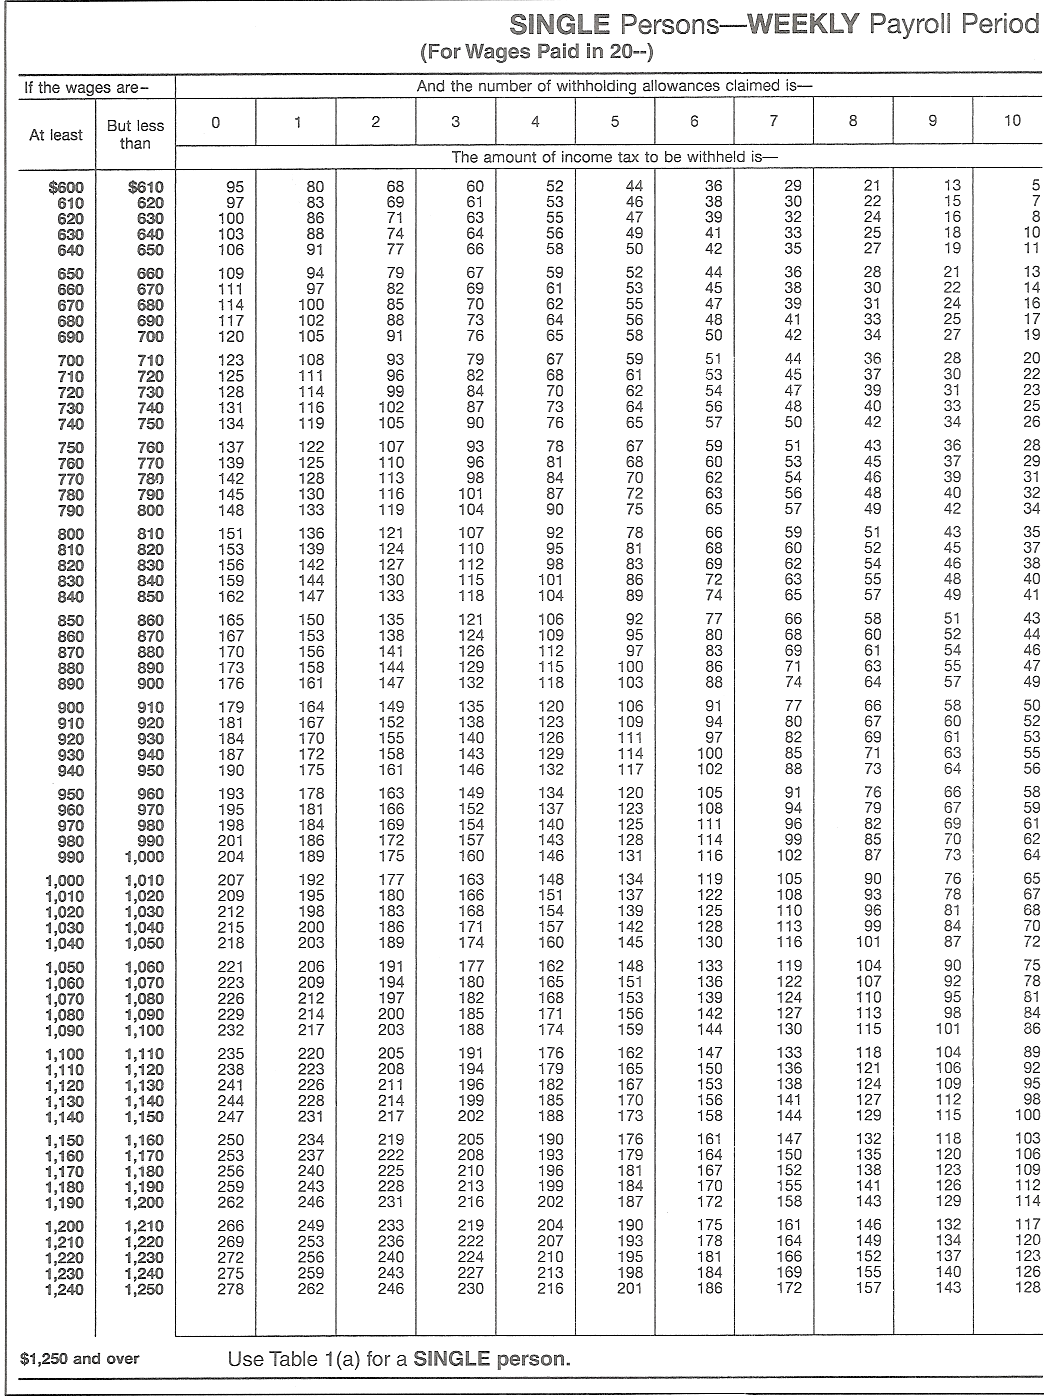 SINGLE Persons—WEEKLY Payroll Period
(For Wages Paid in 20--)
If the wages are– And the number of withholding allowances claimed is—
At least But less than 0 1 2 3 4 5 6 7 8 9 10
The amount of income tax to be withheld is—
$600 $610 95 80 68 60 52 44 36 29 21 13 5
610 620 97 83 69 61 53 46 38 30 22 15 7
620 630 100 86 71 63 55 47 39 32 24 16 8
630 640 103 88 74 64 56 49 41 33 25 18 10
640 650 106 91 77 66 58 50 42 35 27 19 11
650 660 109 94 79 67 59 52 44 36 28 21 13
660 670 111 97 82 69 61 53 45 38 30 22 14
670 680 114 100 85 70 62 55 47 39 31 24 16
680 690 117 102 88 73 64 56 48 41 33 25 17
690 700 120 105 91 76 65 58 50 42 34 27 19
700 710 123 108 93 79 67 59 51 44 36 28 20
710 720 125 111 96 82 68 61 53 45 37 30 22
720 730 128 114 99 84 70 62 54 47 39 31 23
730 740 131 116 102 87 73 64 56 48 40 33 25
740 750 134 119 105 90 76 65 57 50 42 34 26
750 760 137 122 107 93 78 67 59 51 43 36 28
760 770 139 125 110 96 81 68 60 53 45 37 29
770 780 142 128 113 98 84 70 62 54 46 39 31
780 790 145 130 116 101 87 72 63 56 48 40 32
790 800 148 133 119 104 90 75 65 57 49 42 34
800 810 151 136 121 107 92 78 66 59 51 43 35
810 820 153 139 124 110 95 81 68 60 52 45 37
820 830 156 142 127 112 98 83 69 62 54 46 38
830 840 159 144 130 115 101 86 72 63 55 48 40
840 850 162 147 133 118 104 89 74 65 57 49 41
850 860 165 150 135 121 106 92 77 66 58 51 43
860 870 167 153 138 124 109 95 80 68 60 52 44
870 880 170 156 141 126 112 97 83 69 61 54 46
880 890 173 158 144 129 115 100 86 71 63 55 47
890 900 176 161 147 132 118 103 88 74 64 57 49
900 910 179 164 149 135 120 106 91 77 66 58 50
910 920 181 167 152 138 123 109 94 80 67 60 52
920 930 184 170 155 140 126 111 97 82 69 61 53
930 940 187 172 158 143 129 114 100 85 71 63 55
940 950 190 175 161 146 132 117 102 88 73 64 56
950 960 193 178 163 149 134 120 105 91 76 66 58
960 970 195 181 166 152 137 123 108 94 79 67 59
970 980 198 184 169 154 140 125 111 96 82 69 61
980 990 201 186 172 157 143 128 114 99 85 70 62
990 1,000 204 189 175 160 146 131 116 102 87 73 64
1,000 1,010 207 192 177 163 148 134 119 105 90 76 65
1,010 1,020 209 195 180 166 151 137 122 108 93 78 67
1,020 1,030 212 198 183 168 154 139 125 110 96 81 68
1,030 1,040 215 200 186 171 157 142 128 113 99 84 70
1,040 1,050 218 203 189 174 160 145 130 116 101 87 72
1,050 1,060 221 206 191 177 162 148 133 119 104 90 75
1,060 1,070 223 209 194 180 165 151 136 122 107 92 78
1,070 1,080 226 212 197 182 168 153 139 124 110 95 81
1,080 1,090 229 214 200 185 171 156 142 127 113 98 84
1,090 1,100 232 217 203 188 174 159 144 130 115 101 86
1,100 1,110 235 220 205 191 176 162 147 133 118 104 89
1,110 1,120 238 223 208 194 179 165 150 136 121 106 92
1,120 1,130 241 226 211 196 182 167 153 138 124 109 95
1,130 1,140 244 228 214 199 185 170 156 141 127 112 98
1,140 1,150 247 231 217 202 188 173 158 144 129 115 100
1,150 1,160 250 234 219 205 190 176 161 147 132 118 103
1,160 1,170 253 237 222 208 193 179 164 150 135 120 106
1,170 1,180 256 240 225 210 196 181 167 152 138 123 109
1,180 1,190 259 243 228 213 199 184 170 155 141 126 112
1,190 1,200 262 246 231 216 202 187 172 158 143 129 114
1,200 1,210 266 249 233 219 204 190 175 161 146 132 117
1,210 1,220 269 253 236 222 207 193 178 164 149 134 120
1,220 1,230 272 256 240 224 210 195 181 166 152 137 123
1,230 1,240 275 259 243 227 213 198 184 169 155 140 126
1,240 1,250 278 262 246 230 216 201 186 172 157 143 128
$1,250 and over Use Table 1(a) for a SINGLE person.